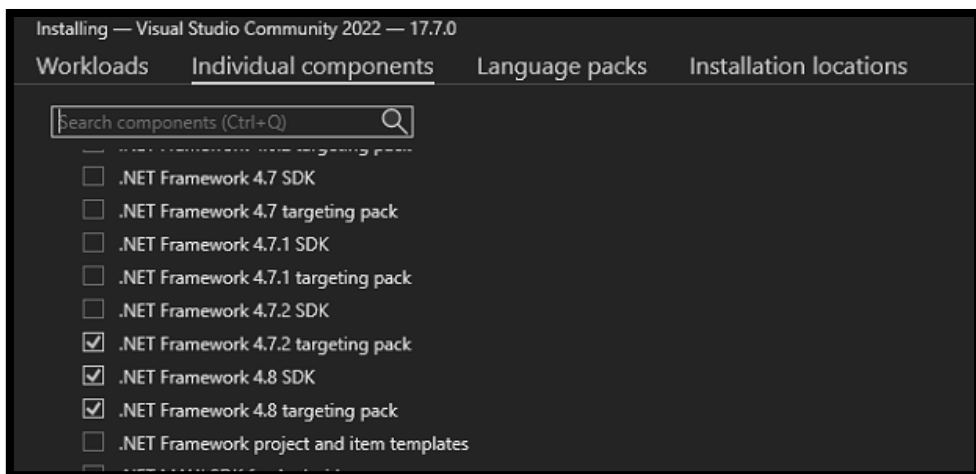 Installing — Visual Studio Community 2022 — 17.7.0
Workloads Individual components Language packs Installation locations
Search components (Ctrl+Q)
targeting pack
.NET Framework 4.7 SDK
.NET Framework 4.7 targeting pack
.NET Framework 4.7.1 SDK
.NET Framework 4.7.1 targeting pack
.NET Framework 4.7.2 SDK
.NET Framework 4.7.2 targeting pack
.NET Framework 4.8 SDK
.NET Framework 4.8 targeting pack
.NET Framework project and item templates